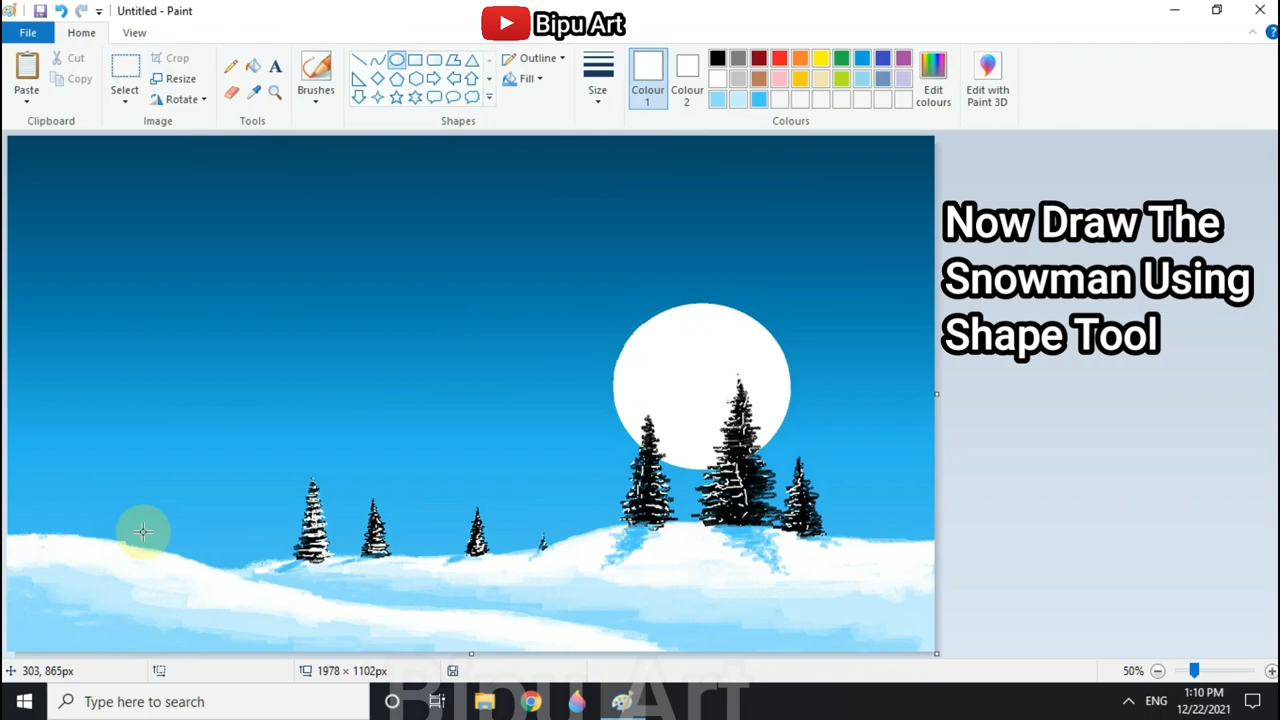 Untitled - Paint
Bipu Art
File
Home
View
Paste
Cut
Copy
Clipboard
Select
Crop
Resize
Rotate
Image
Tools
Brushes
Shapes
Outline
Fill
Size
Colour 1
Colour 2
Edit colours
Colours
Edit with Paint 3D
Now Draw The
Snowman Using
Shape Tool
303, 865px
1978 × 1102px
50%
Bipu Art
Type here to search
ENG
1:10 PM
12/22/2021